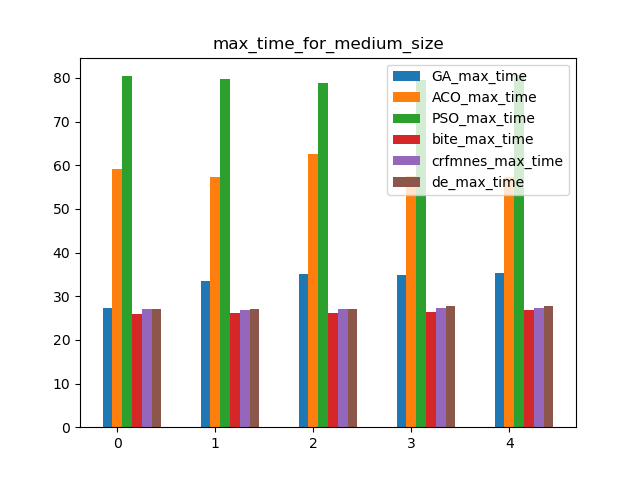 max_time_for_medium_size
80
70
60
50
40
30
20
10
0
GA_max_time
ACO_max_time
PSO_max_time
bite_max_time
crfmnes_max_time
de_max_time
0 1 2 3 4